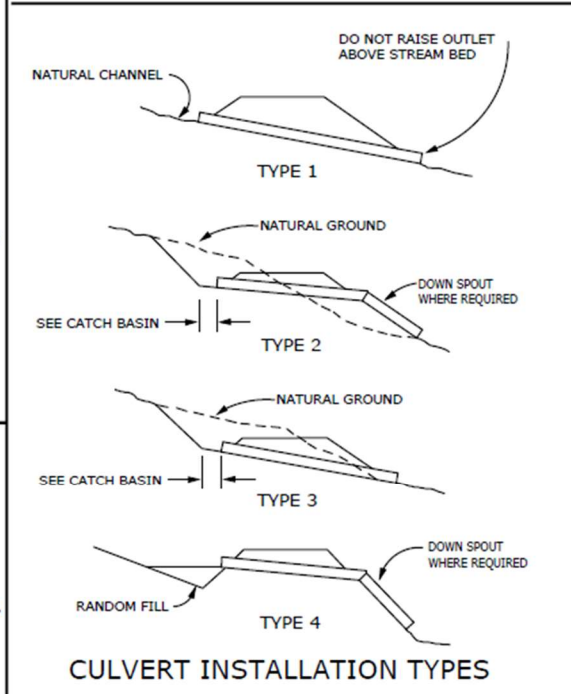 DO NOT RAISE OUTLET
ABOVE STREAM BED
NATURAL CHANNEL
TYPE 1
NATURAL GROUND
DOWN SPOUT
WHERE REQUIRED
SEE CATCH BASIN
TYPE 2
NATURAL GROUND
SEE CATCH BASIN
TYPE 3
DOWN SPOUT
WHERE REQUIRED
RANDOM FILL
TYPE 4
CULVERT INSTALLATION TYPES